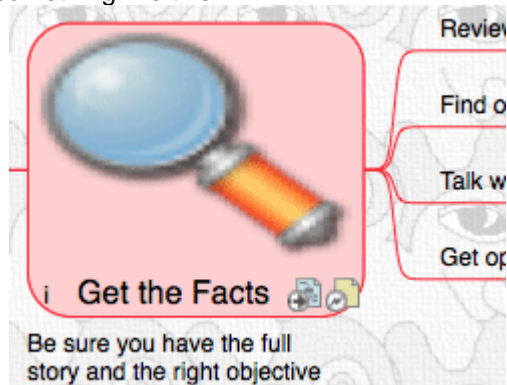 Review
Find o
Talk w
Get op
i Get the Facts
Be sure you have the full
story and the right objective